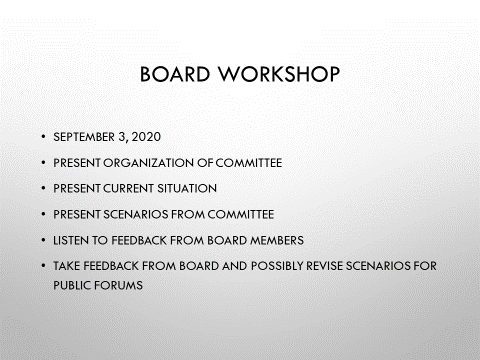 BOARD WORKSHOP
• SEPTEMBER 3, 2020
• PRESENT ORGANIZATION OF COMMITTEE
• PRESENT CURRENT SITUATION
• PRESENT SCENARIOS FROM COMMITTEE
• LISTEN TO FEEDBACK FROM BOARD MEMBERS
• TAKE FEEDBACK FROM BOARD AND POSSIBLY REVISE SCENARIOS FOR
PUBLIC FORUMS